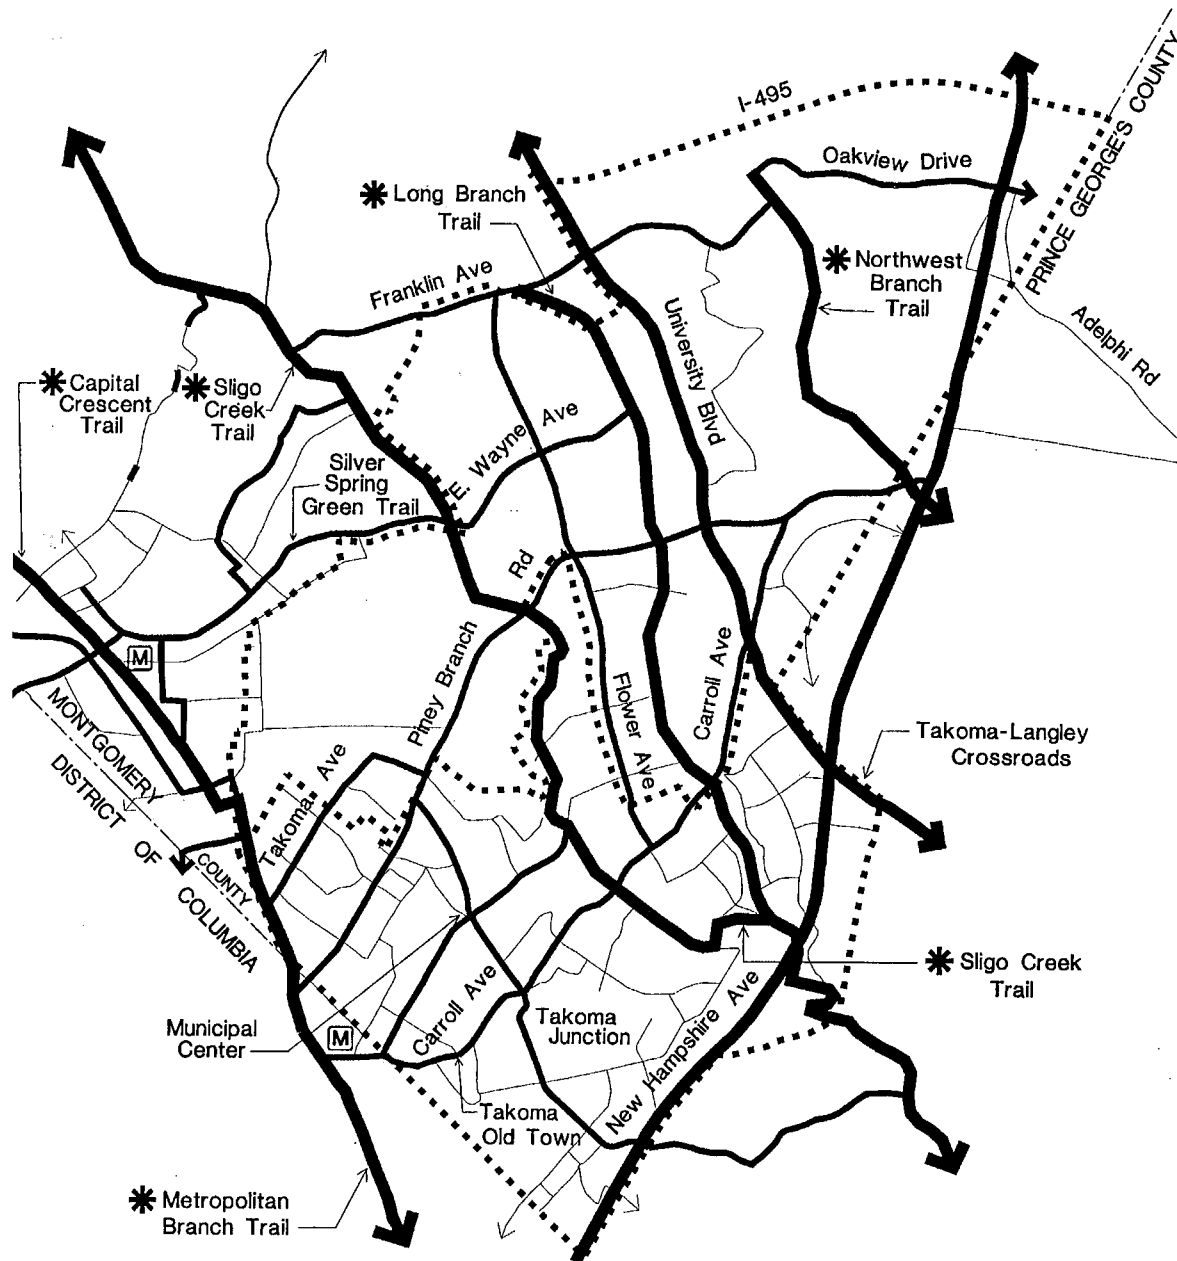 I-495
PRINCE GEORGE'S COUNTY
Oakview Drive
✱ Long Branch
Trail
✱ Northwest
Branch
Trail
Franklin Ave
University Blvd
Adelphi Rd
✱ Capital
Crescent
Trail
✱ Sligo
Creek
Trail
E. Wayne Ave
Silver
Spring
Green Trail
Piney Branch Rd
M
Carroll Ave
Flower Ave
MONTGOMERY COUNTY
DISTRICT OF COLUMBIA
Takoma Ave
Takoma-Langley
Crossroads
✱ Sligo Creek
Trail
Municipal
Center
M
Carroll Ave
Takoma
Junction
New Hampshire Ave
Takoma
Old Town
✱ Metropolitan
Branch Trail